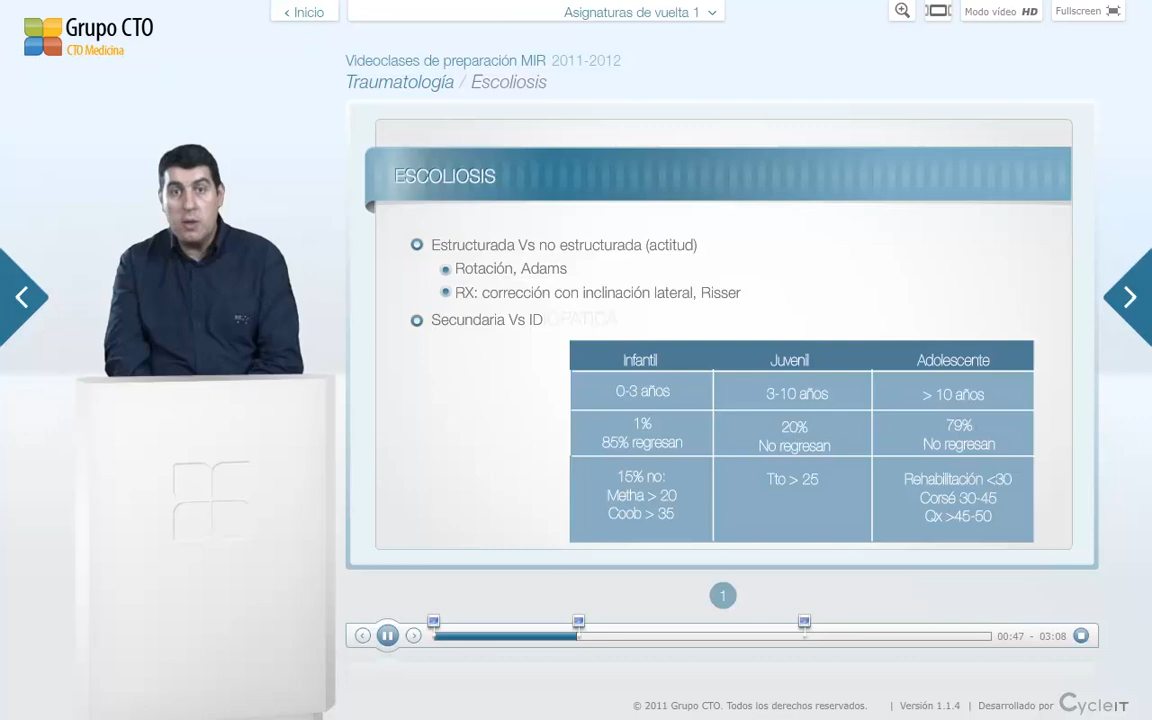 Grupo CTO
CTO Medicina
‹ Inicio
Asignaturas de vuelta 1
Modo vídeo HD
Fullscreen
Videoclases de preparación MIR 2011-2012
Traumatología / Escoliosis
ESCOLIOSIS
Estructurada Vs no estructurada (actitud)
Rotación, Adams
RX: corrección con inclinación lateral, Risser
Secundaria Vs IDIOPATICA
Infantil Juvenil Adolescente
0-3 años 3-10 años > 10 años
1% 20% 79%
85% regresan No regresan No regresan
15% no: Tto > 25 Rehabilitación <30
Metha > 20 Corsé 30-45
Coob > 35 Qx >45-50
1
00:47 - 03:08
© 2011 Grupo CTO. Todos los derechos reservados. | Versión 1.1.4 | Desarrollado por CycleIT